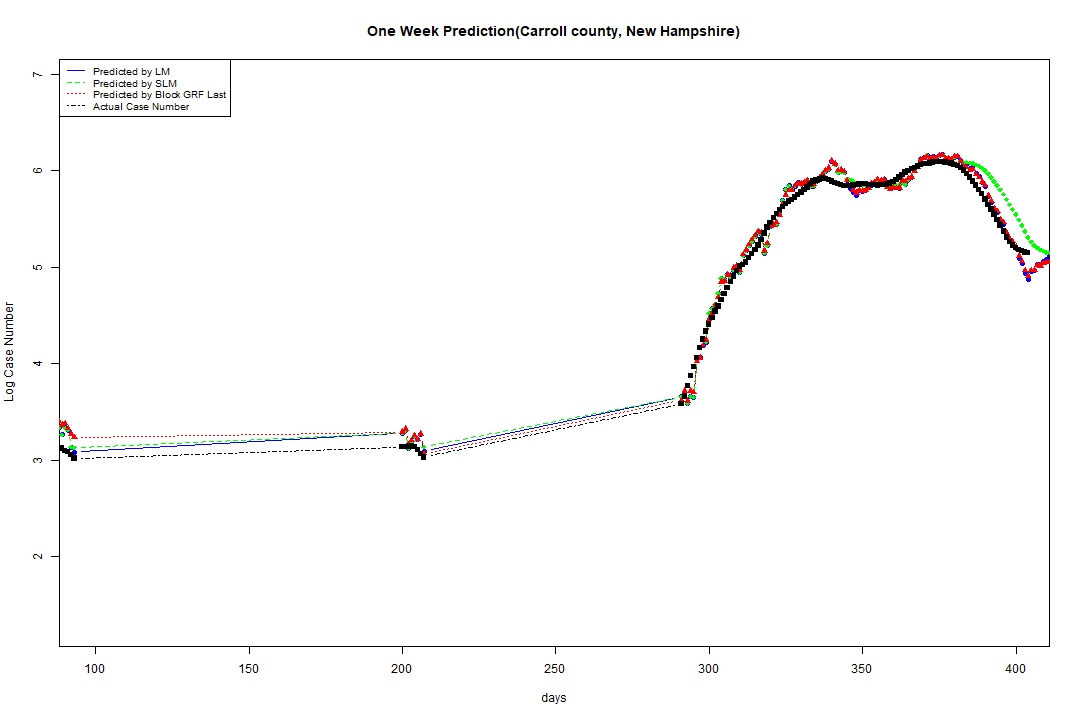 One Week Prediction(Carroll county, New Hampshire)
Predicted by LM
Predicted by SLM
Predicted by Block GRF Last
Actual Case Number
7
6
5
4
3
2
Log Case Number
100 150 200 250 300 350 400
days